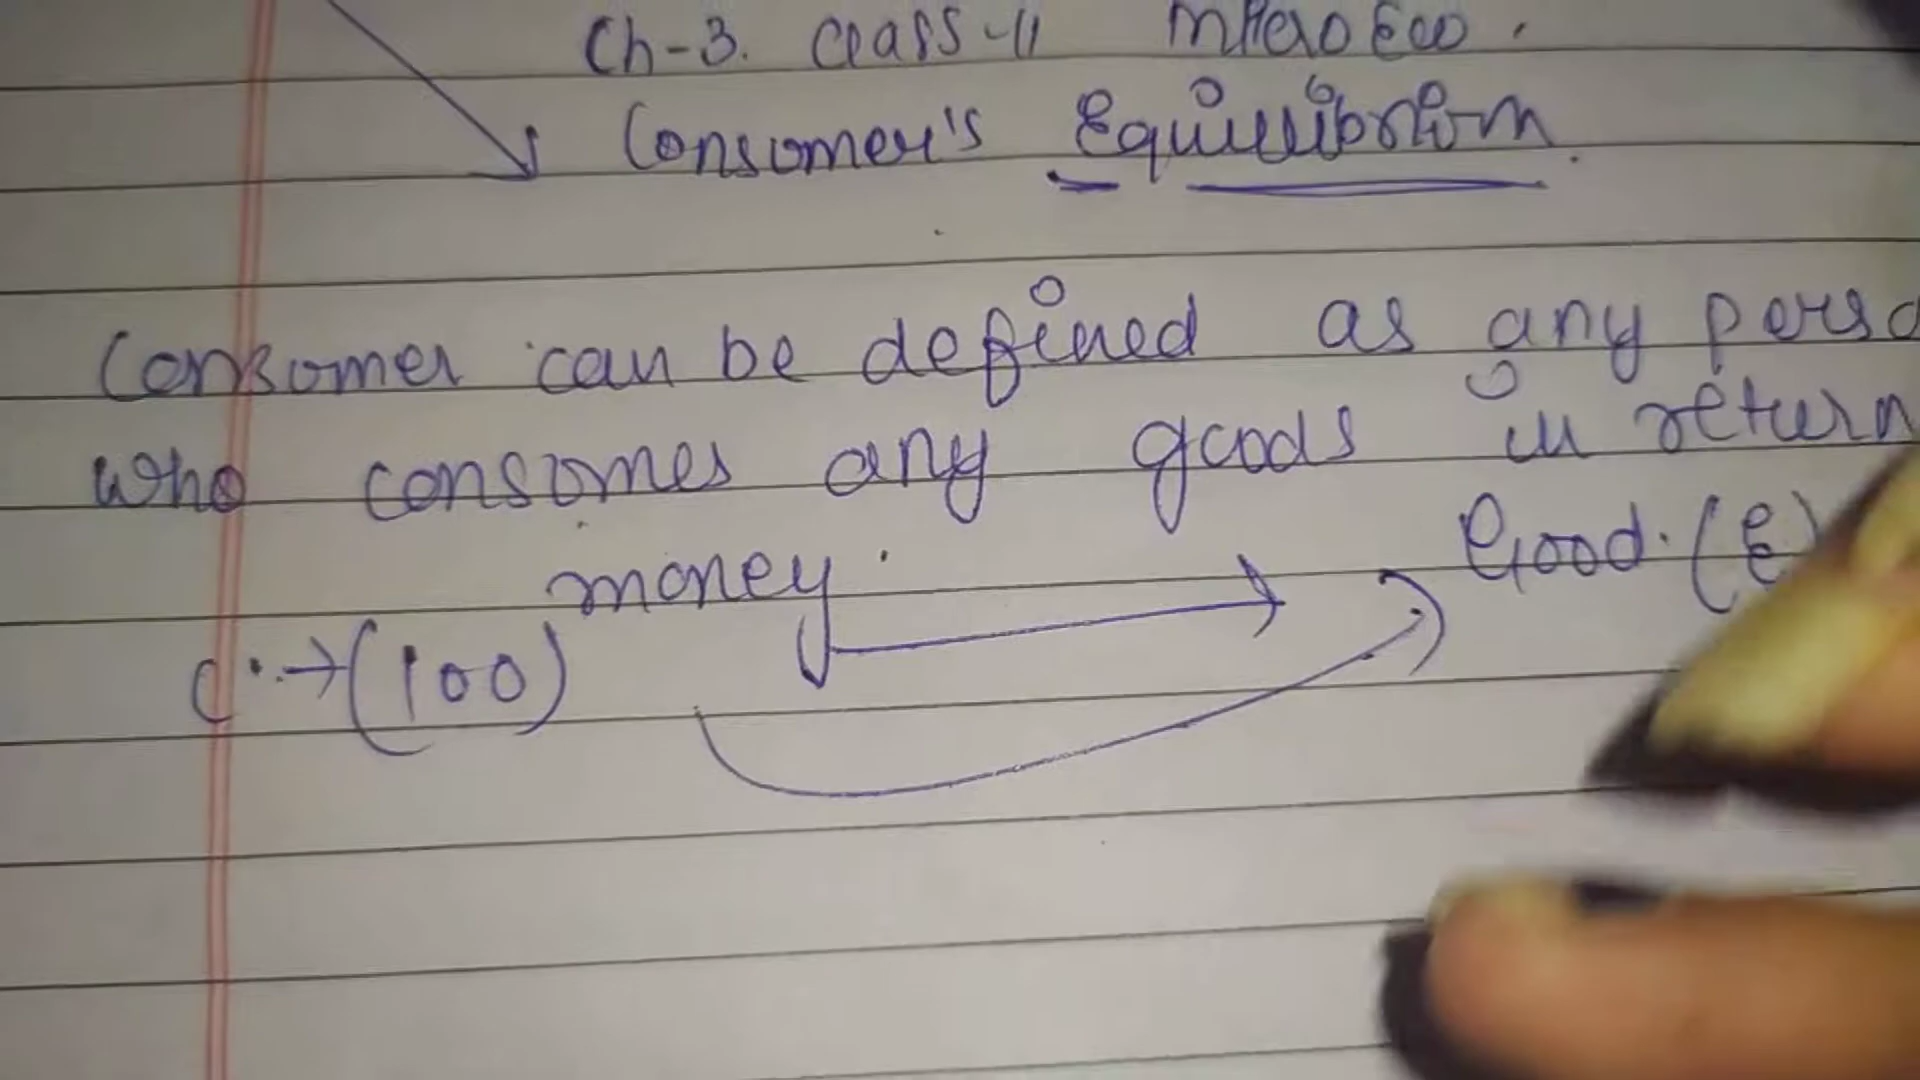 Ch-3. Class-11 Micro Eco.
Consumer's Equilibrium.
Consumer can be defined as any perso
who consumes any goods in return
money. Good. (
C. → (100)